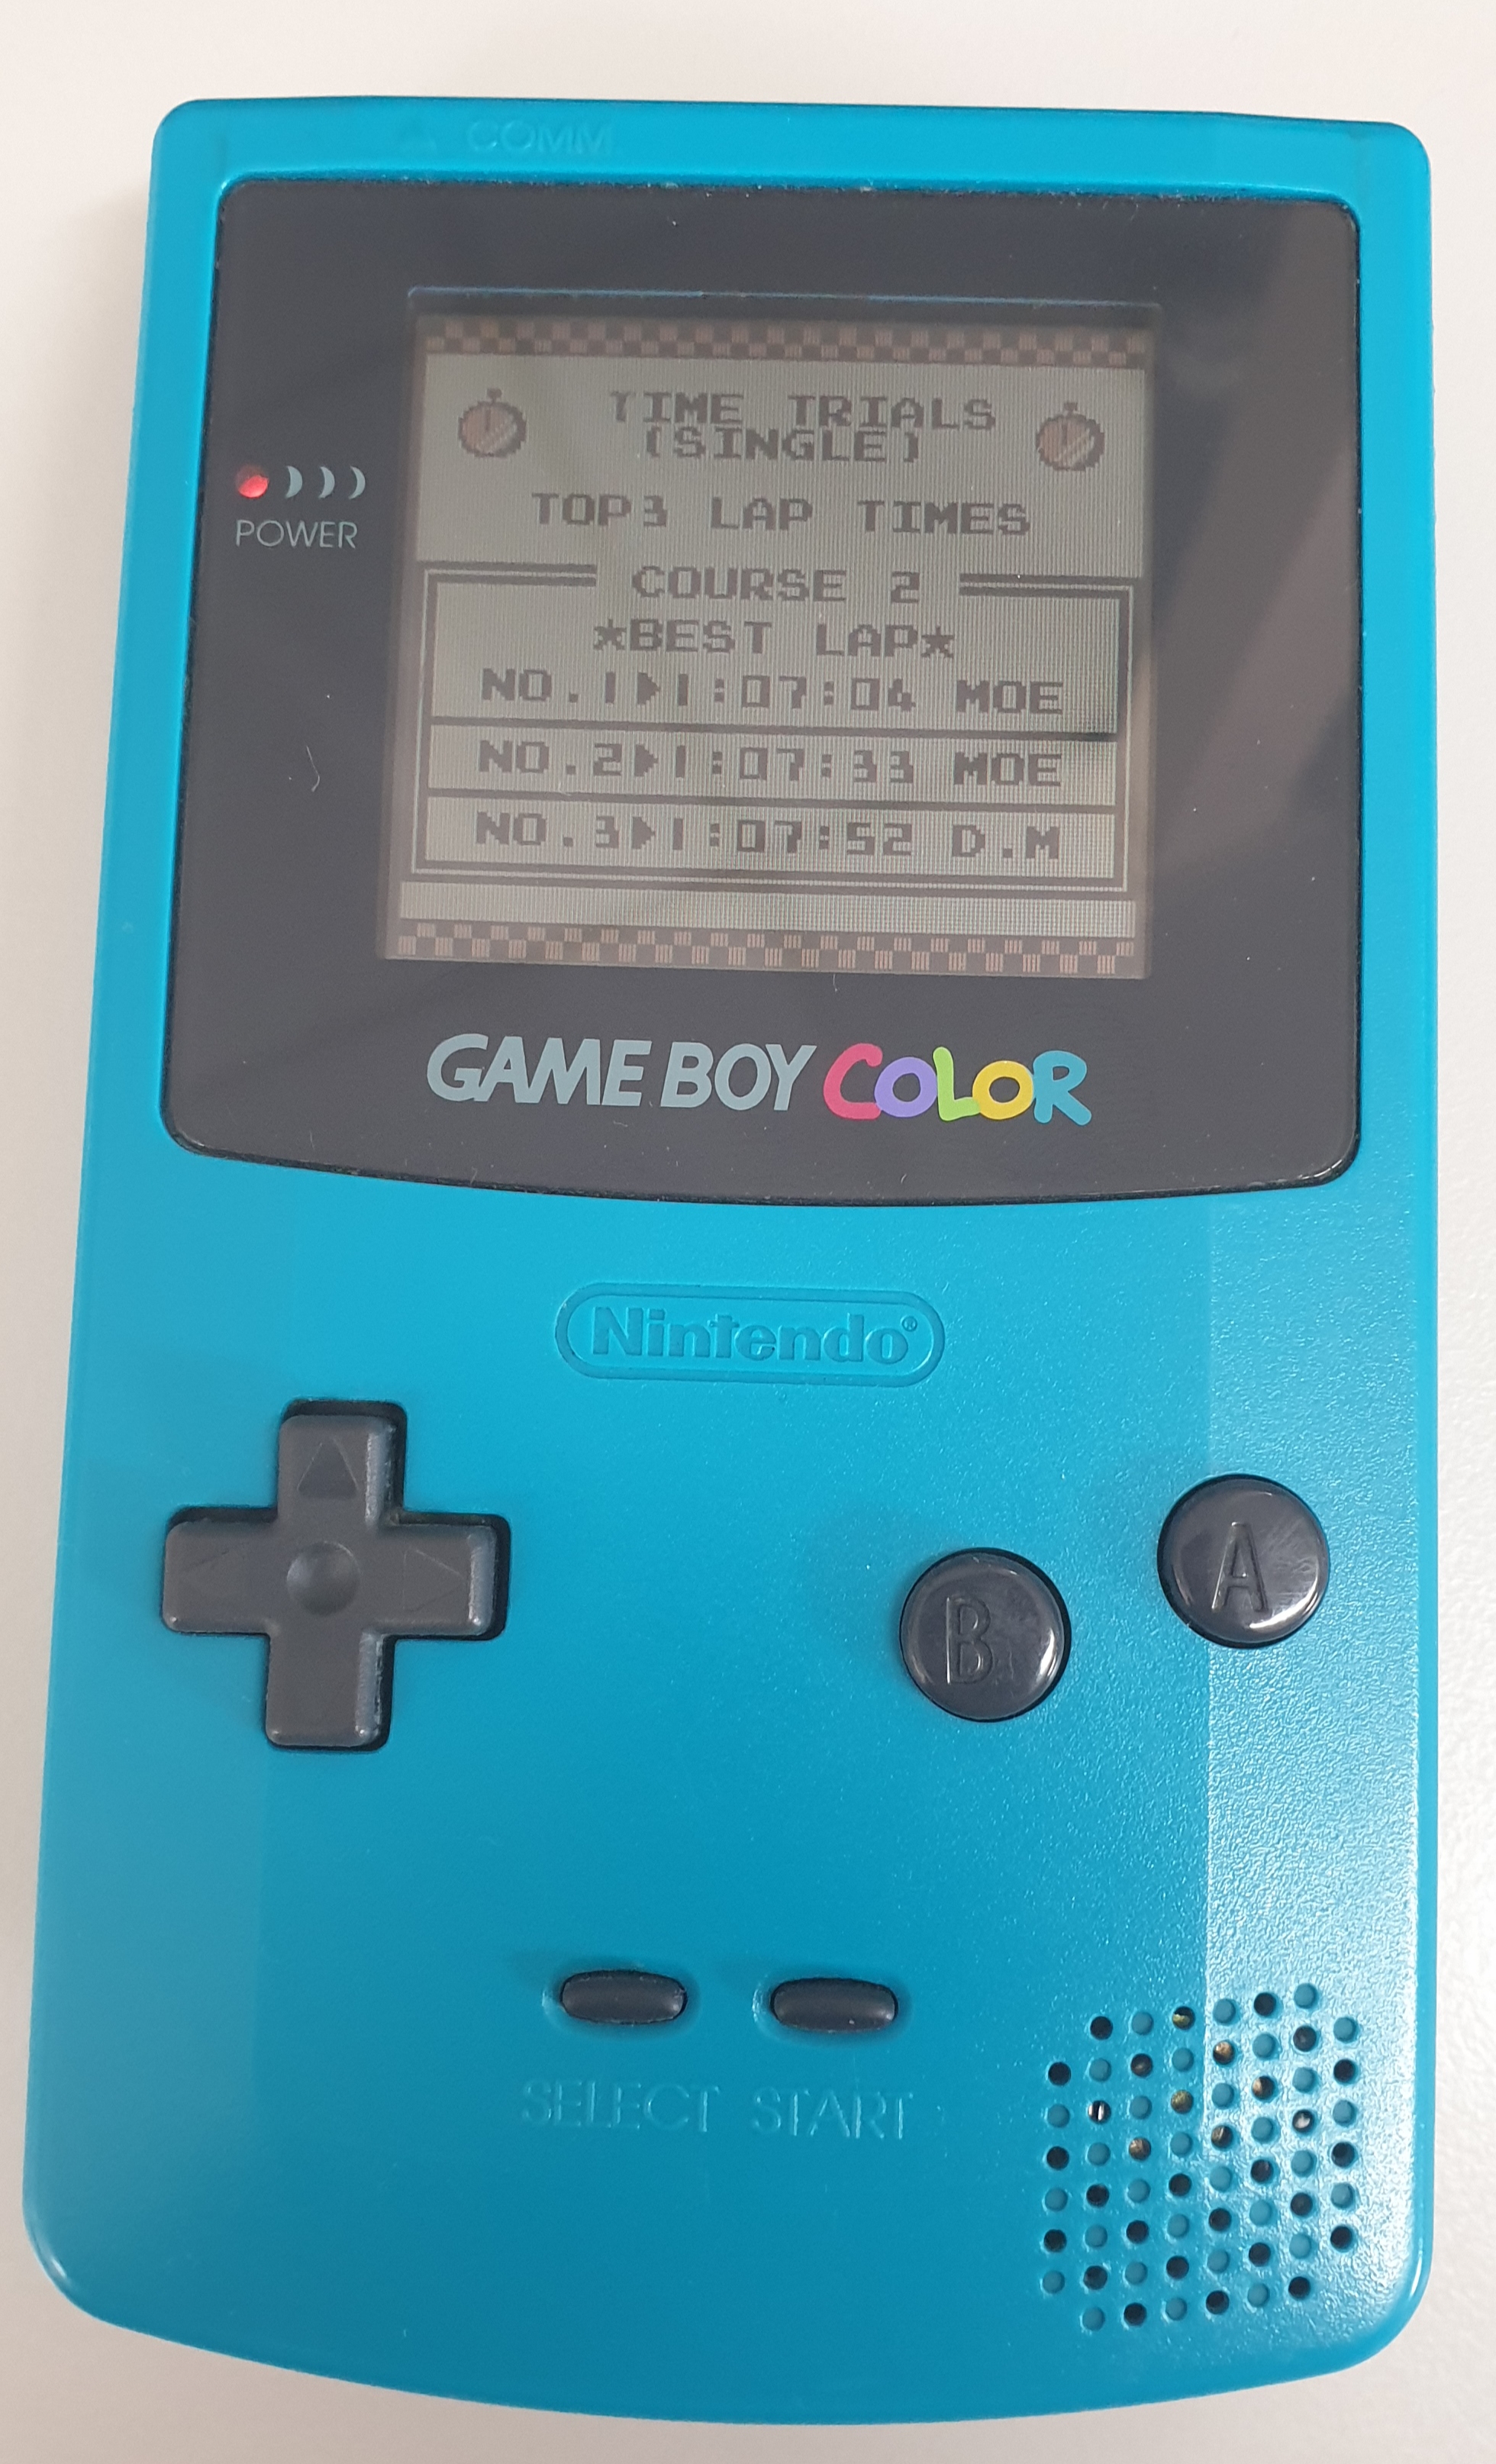 COMM
TIME TRIALS
(SINGLE)
TOP3 LAP TIMES
COURSE 2
*BEST LAP*
NO.1▶1:07:04 MOE
NO.2▶1:07:33 MOE
NO.3▶1:07:52 D.M
POWER
GAME BOY COLOR
Nintendo®
A
B
SELECT START